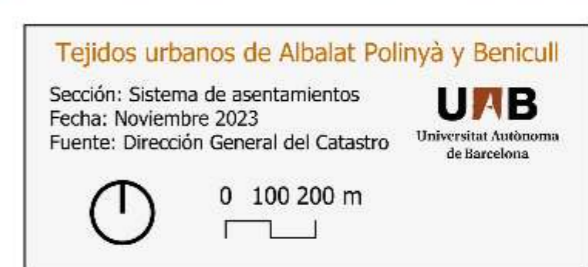 Tejidos urbanos de Albalat Polinyà y Benicull
Sección: Sistema de asentamientos
Fecha: Noviembre 2023
Fuente: Dirección General del Catastro
UAB
Universitat Autònoma
de Barcelona
0 100 200 m